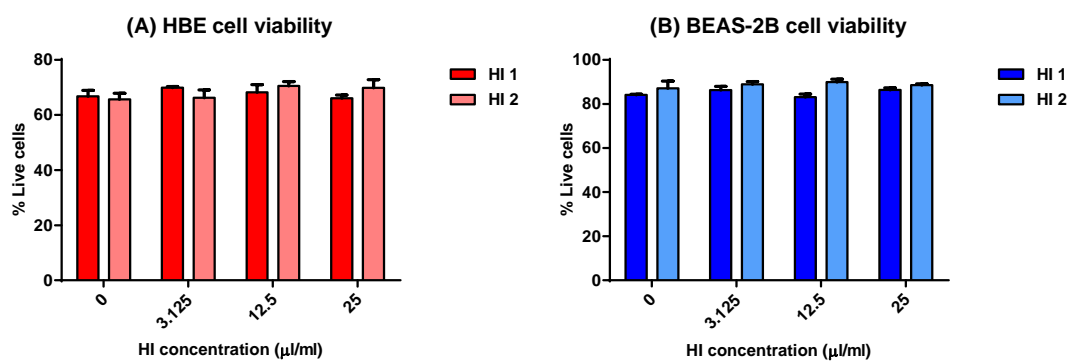 (A) HBE cell viability
80
60
40
20
0
% Live cells
0
3.125
12.5
25
HI concentration (μl/ml)
HI 1
HI 2
(B) BEAS-2B cell viability
100
80
60
40
20
0
% Live cells
0
3.125
12.5
25
HI concentration (μl/ml)
HI 1
HI 2